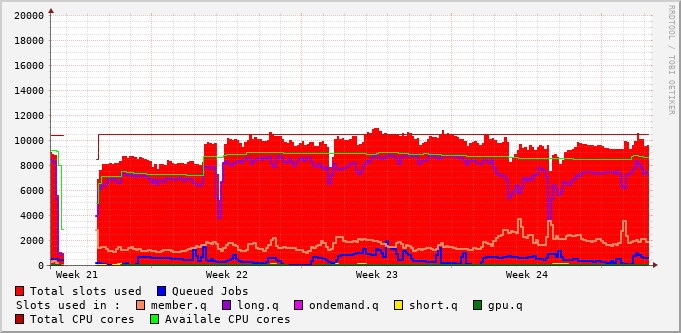 20000
18000
16000
14000
12000
10000
8000
6000
4000
2000
0
Week 21 Week 22 Week 23 Week 24
RRDTOOL / TOBI OETIKER
Total slots used Queued Jobs
Slots used in : member.q long.q ondemand.q short.q gpu.q
Total CPU cores Availale CPU cores